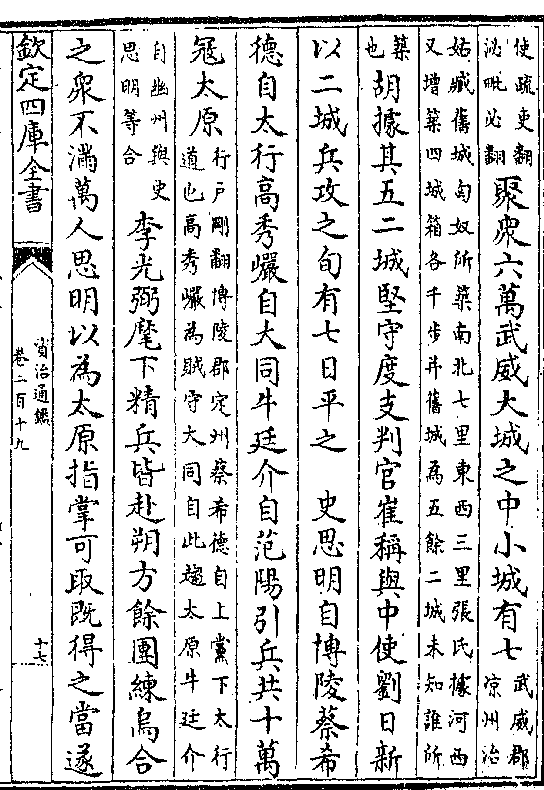 使疏吏翻
泌毗必翻
聚衆六萬武威大城之中小城有七
武威郡
涼州治
姑臧舊城匈奴所築南北七里東西三里張氏據河西
又增築四城箱各千步并舊城為五餘二城未知誰所
築
也
胡據其五二城堅守度支判官崔稱與中使劉日新
以二城兵攻之旬有七日平之 史思明自博陵蔡希
德自太行高秀巖自大同牛廷介自范陽引兵共十萬
冦太原
行戸剛翻博陵郡定州蔡希德自上黨下太行
道也高秀巖為賊守大同自此趨太原牛廷介
自幽州與史
思明等合
李光弼麾下精兵皆赴朔方餘團練烏合
之衆不滿萬人思明以為太原指掌可取既得之當遂
欽定四庫全書
資治通鑑
卷二百十九
十七